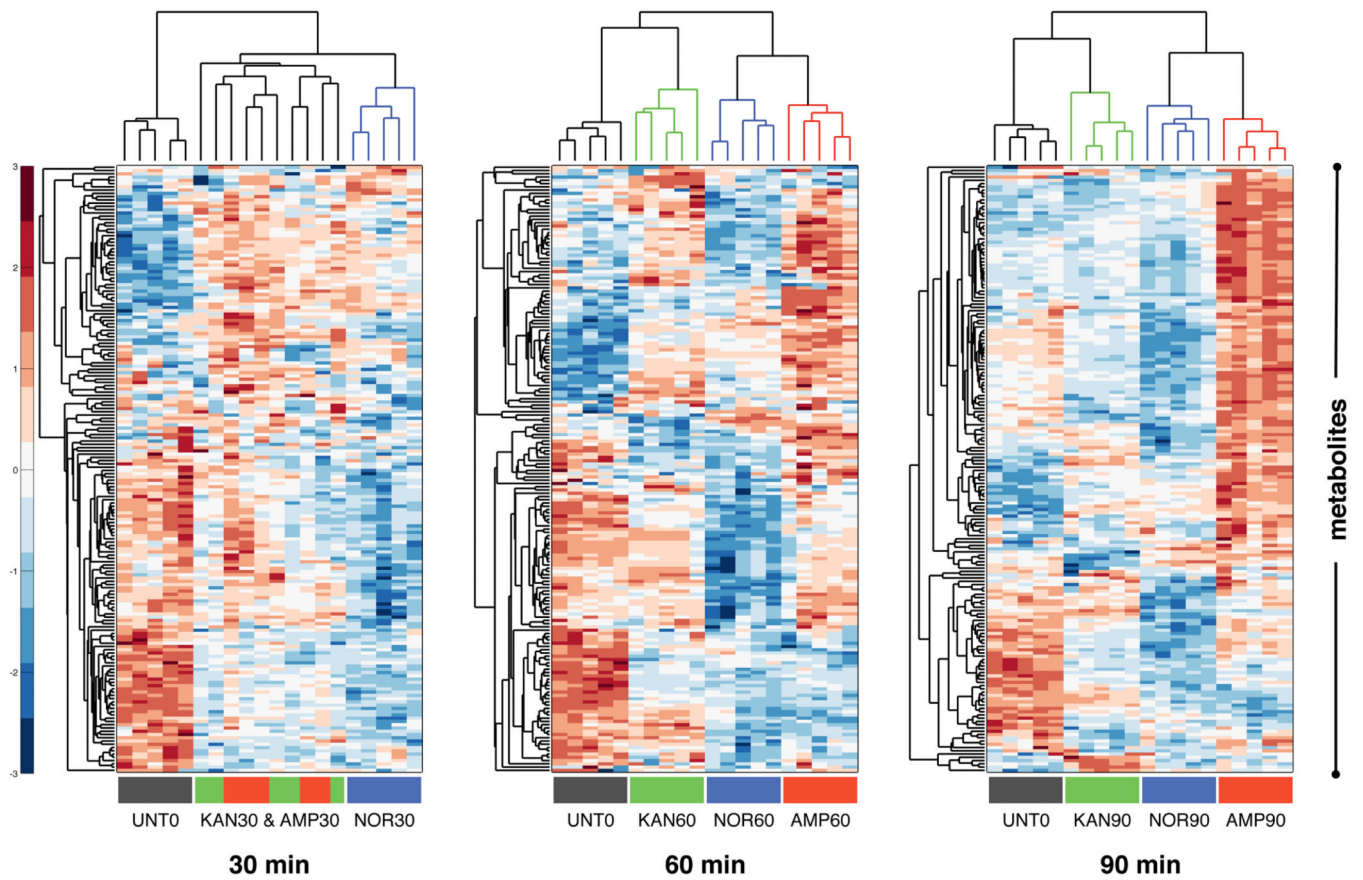 3
2
1
0
-1
-2
-3
UNT0
KAN30 & AMP30
NOR30
30 min
UNT0
KAN60
NOR60
AMP60
60 min
UNT0
KAN90
NOR90
AMP90
90 min
metabolites